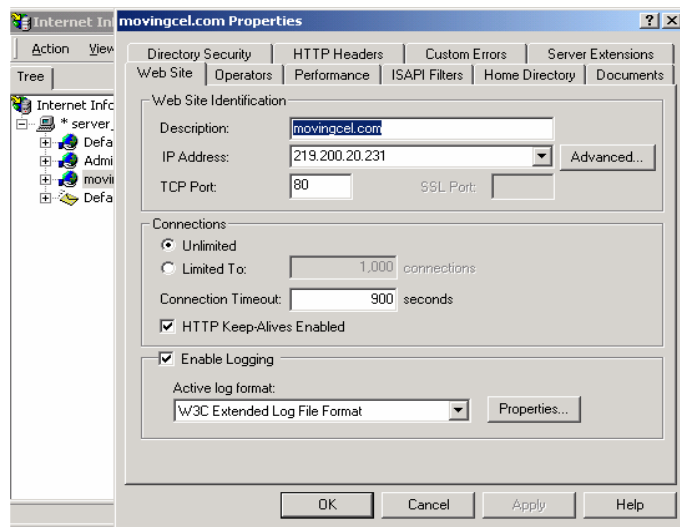 Internet In
movingcel.com Properties
Action View
Tree
Internet Infc
* server_
Defa
Admi
movin
Defa
Directory Security
HTTP Headers
Custom Errors
Server Extensions
Web Site
Operators
Performance
ISAPI Filters
Home Directory
Documents
Web Site Identification
Description:
movingcel.com
IP Address:
219.200.20.231
Advanced...
TCP Port:
80
SSL Port:
Connections
Unlimited
Limited To:
1,000 connections
Connection Timeout:
900 seconds
HTTP Keep-Alives Enabled
Enable Logging
Active log format:
W3C Extended Log File Format
Properties...
OK
Cancel
Apply
Help